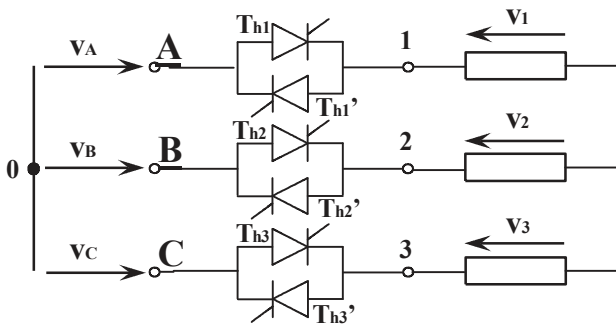 Th1
vA A 1 v1
Th1’
Th2
vB B 2 v2
0
Th2’
Th3
vC C 3 v3
Th3’